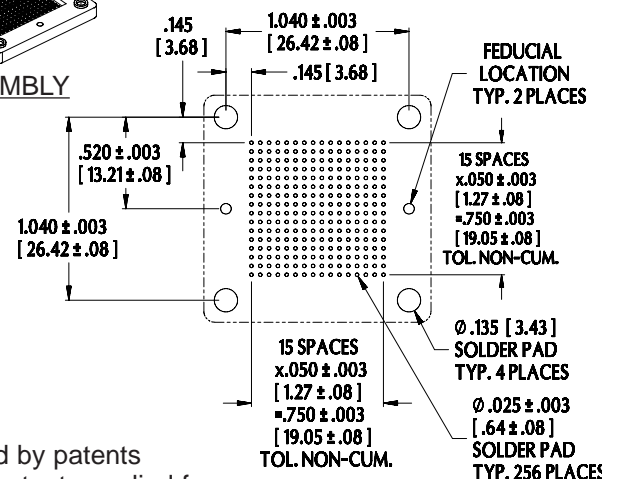 MBLY
.145
[ 3.68 ]
1.040 ± .003
[ 26.42 ± .08 ]
.145 [ 3.68 ]
FEDUCIAL
LOCATION
TYP. 2 PLACES
.520 ± .003
[ 13.21 ± .08 ]
1.040 ± .003
[ 26.42 ± .08 ]
15 SPACES
x.050 ± .003
[ 1.27 ± .08 ]
=.750 ± .003
[ 19.05 ± .08 ]
TOL. NON-CUM.
Ø .135 [ 3.43 ]
SOLDER PAD
TYP. 4 PLACES
15 SPACES
x.050 ± .003
[ 1.27 ± .08 ]
=.750 ± .003
[ 19.05 ± .08 ]
TOL. NON-CUM.
Ø .025 ± .003
[ .64 ± .08 ]
SOLDER PAD
TYP. 256 PLACES
d by patents